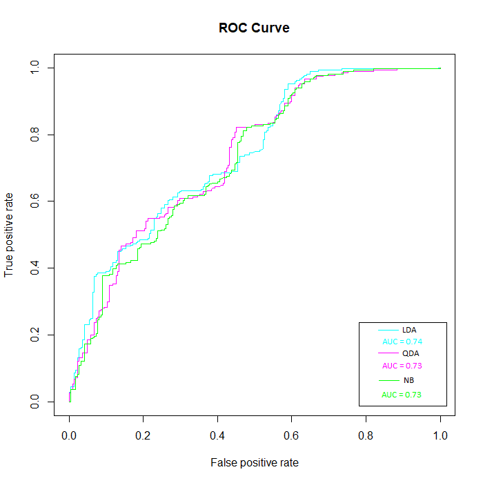 ROC Curve
True positive rate
1.0
0.8
0.6
0.4
0.2
0.0
LDA
AUC = 0.74
QDA
AUC = 0.73
NB
AUC = 0.73
0.0 0.2 0.4 0.6 0.8 1.0
False positive rate